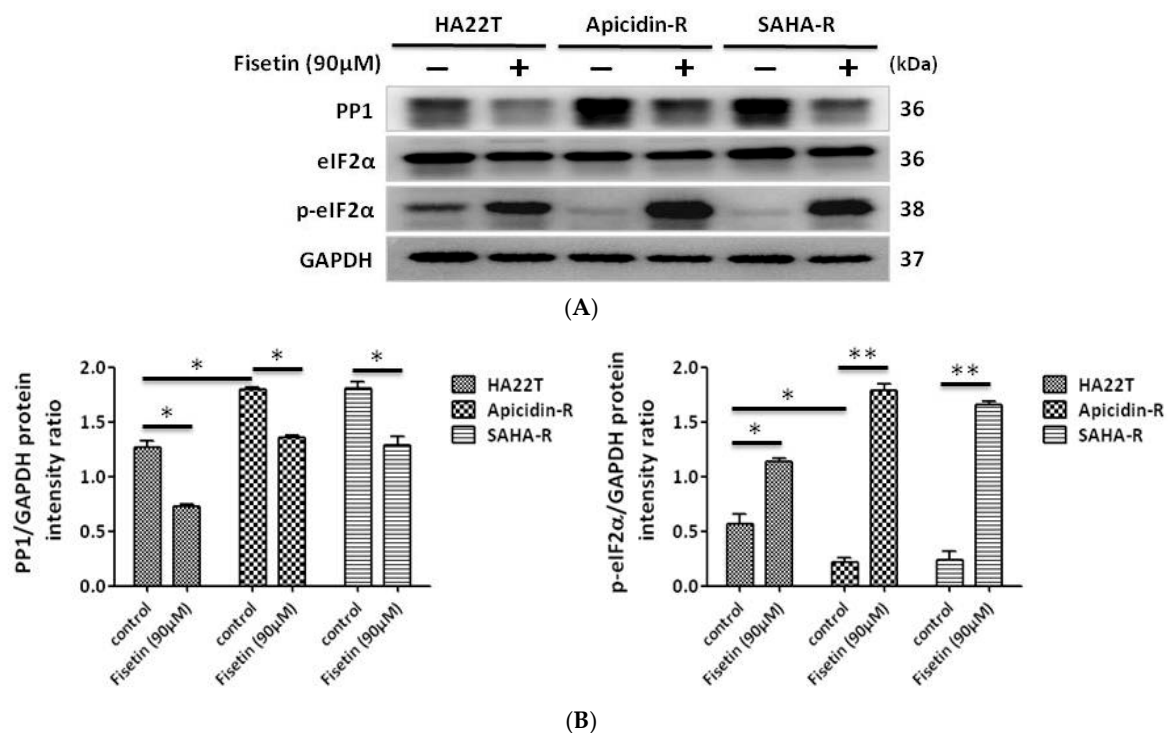 HA22T Apicidin-R SAHA-R
Fisetin (90μM) − + − + − + (kDa)
PP1 36
eIF2α 36
p-eIF2α 38
GAPDH 37
(A)
PP1/GAPDH protein
intensity ratio
2.0
1.5
1.0
0.5
0.0
* * * *
HA22T
Apicidin-R
SAHA-R
control
Fisetin (90μM)
control
Fisetin (90μM)
control
Fisetin (90μM)
p-eIF2α/GAPDH protein
intensity ratio
2.0
1.5
1.0
0.5
0.0
* * ** **
HA22T
Apicidin-R
SAHA-R
control
Fisetin (90μM)
control
Fisetin (90μM)
control
Fisetin (90μM)
(B)